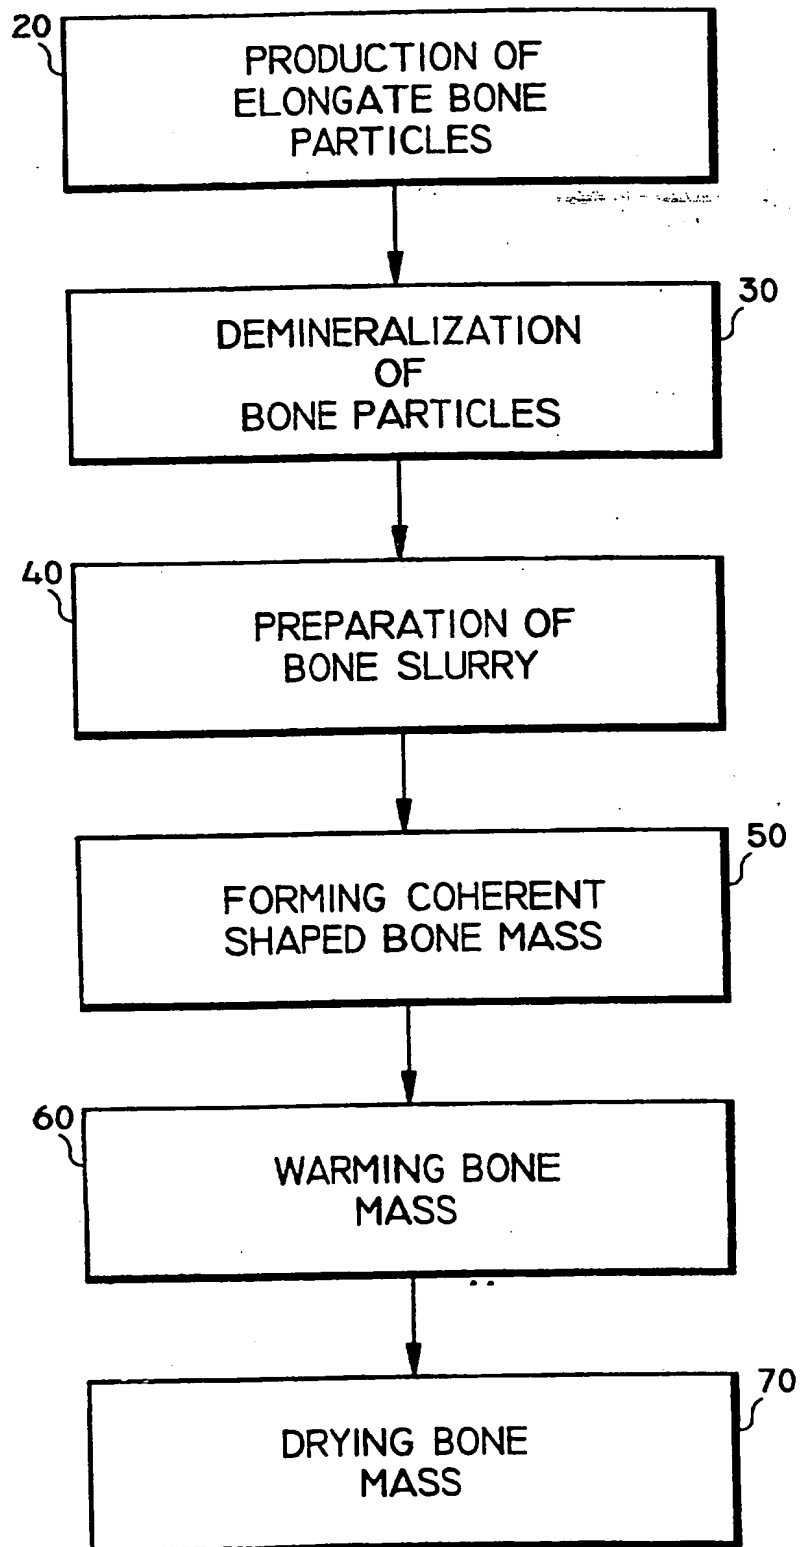 20
PRODUCTION OF
ELONGATE BONE
PARTICLES
30
DEMINERALIZATION
OF
BONE PARTICLES
40
PREPARATION OF
BONE SLURRY
50
FORMING COHERENT
SHAPED BONE MASS
60
WARMING BONE
MASS
70
DRYING BONE
MASS